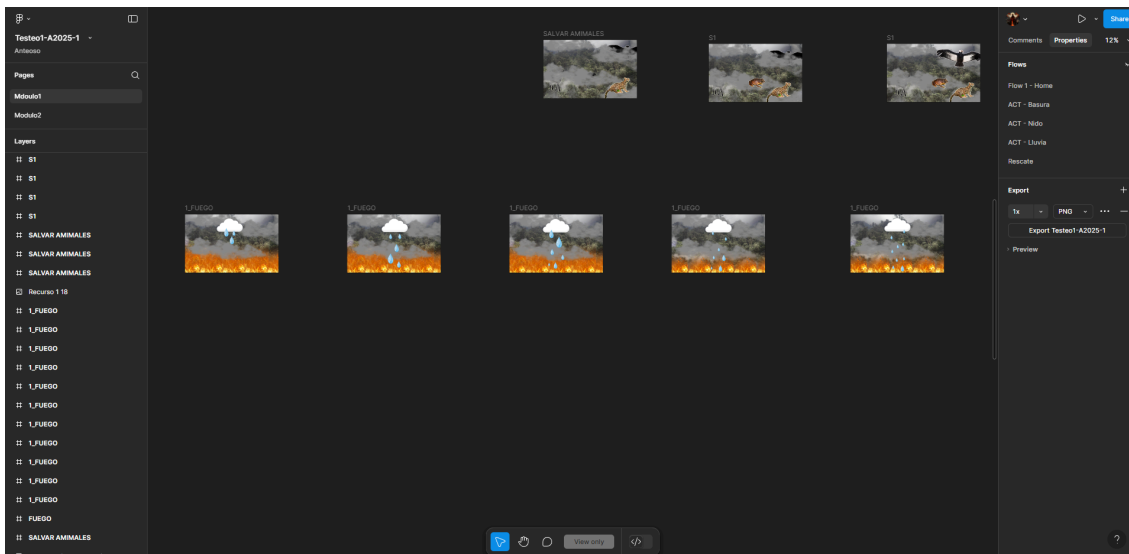 Testeo1-A2025-1
Anteoso
Pages
Mdoulo1
Modulo2
Layers
S1
S1
S1
S1
SALVAR AMIMALES
SALVAR AMIMALES
SALVAR AMIMALES
Recurso 1 18
1_FUEGO
1_FUEGO
1_FUEGO
1_FUEGO
1_FUEGO
1_FUEGO
1_FUEGO
1_FUEGO
1_FUEGO
1_FUEGO
1_FUEGO
FUEGO
SALVAR AMIMALES
SALVAR AMIMALES
S1
S1
1_FUEGO
1_FUEGO
1_FUEGO
1_FUEGO
1_FUEGO
View only
Share
Comments
Properties
12%
Flows
Flow 1 - Home
ACT - Basura
ACT - Nido
ACT - Lluvia
Rescate
Export
1x
PNG
Export Testeo1-A2025-1
Preview
?